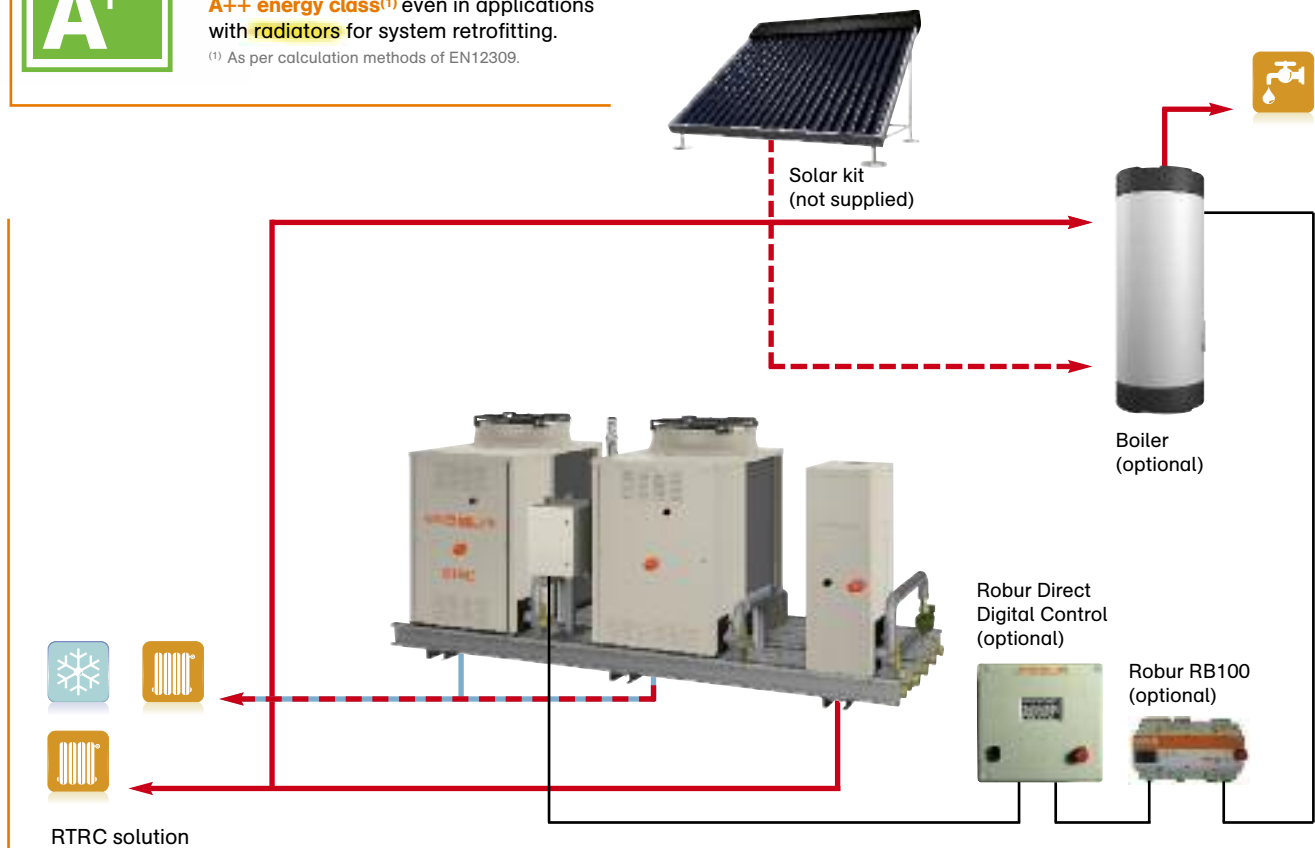 A+
A++ energy class(1) even in applications
with radiators for system retrofitting.
(1) As per calculation methods of EN12309.
Solar kit
(not supplied)
Boiler
(optional)
Robur Direct
Digital Control
(optional)
Robur RB100
(optional)
RTRC solution